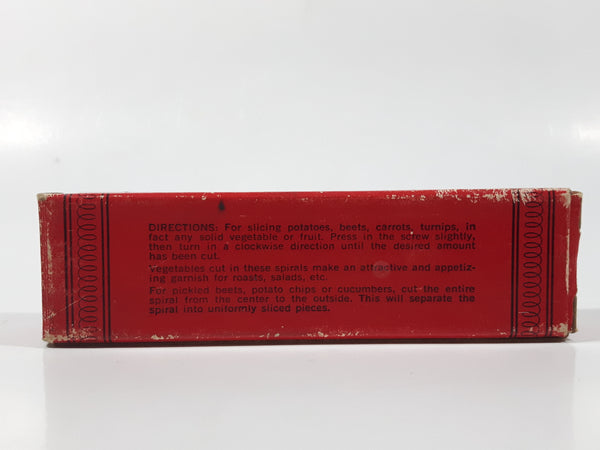 DIRECTIONS: For slicing potatoes, beets, carrots, turnips, in
fact any solid vegetable or fruit. Press in the screw slightly,
then turn in a clockwise direction until the desired amount
has been cut.
Vegetables cut in these spirals make an attractive and appetiz-
ing garnish for roasts, salads, etc.
For pickled beets, potato chips or cucumbers, cut the entire
spiral from the center to the outside. This will separate the
spiral into uniformly sliced pieces.